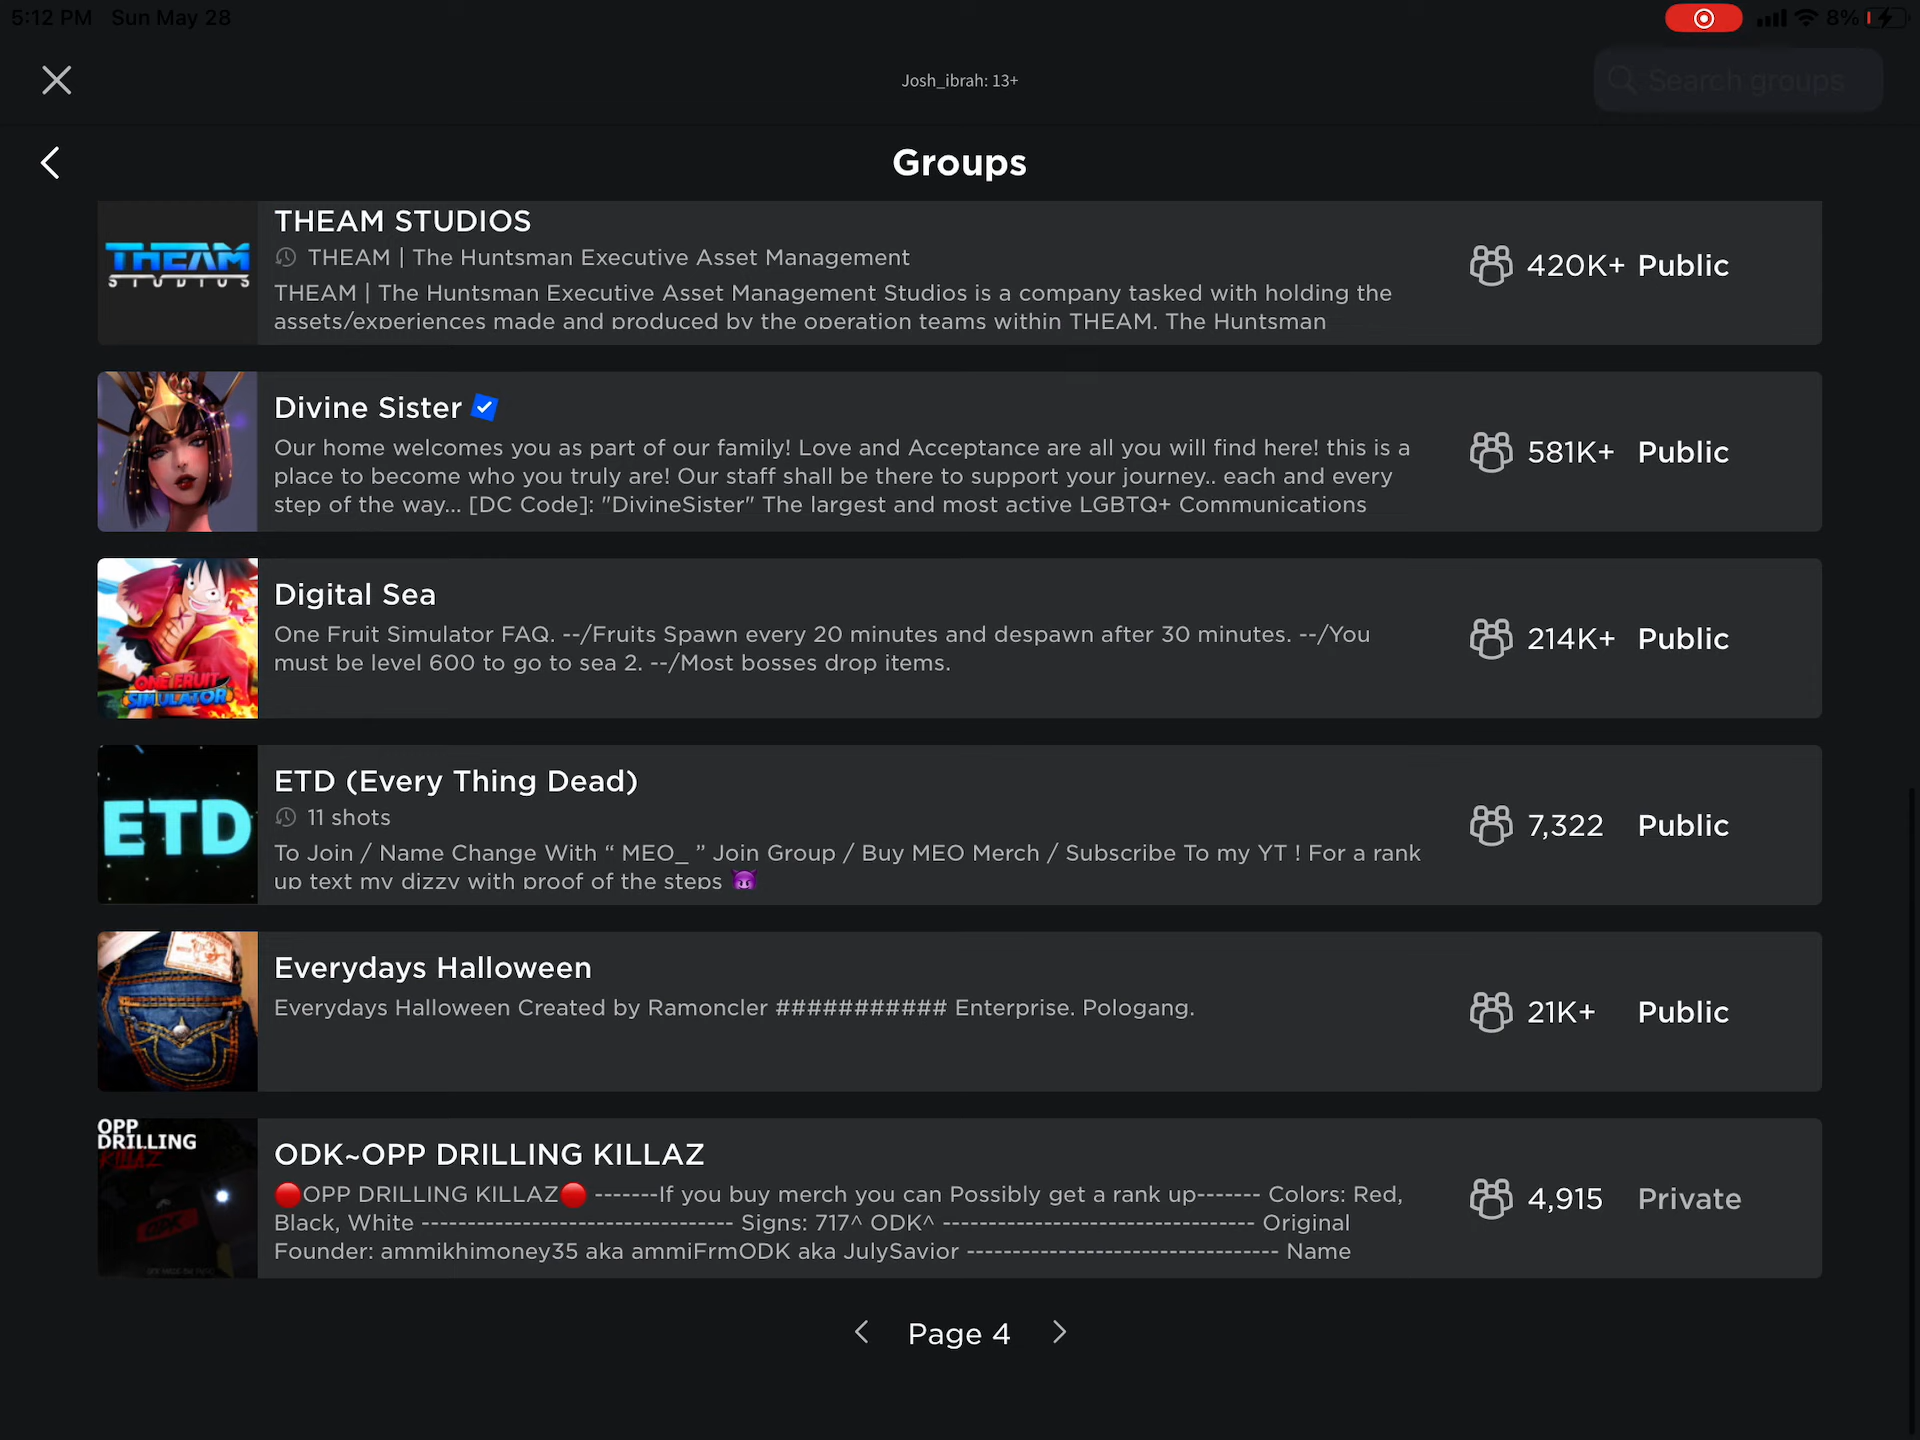 5:12 PM Sun May 28
8%
Josh_ibrah: 13+
Search groups
Groups
THEAM
STUDIOS
THEAM STUDIOS
THEAM | The Huntsman Executive Asset Management
THEAM | The Huntsman Executive Asset Management Studios is a company tasked with holding the
assets/experiences made and produced by the operation teams within THEAM. The Huntsman
420K+ Public
Divine Sister
Our home welcomes you as part of our family! Love and Acceptance are all you will find here! this is a
place to become who you truly are! Our staff shall be there to support your journey.. each and every
step of the way... [DC Code]: "DivineSister" The largest and most active LGBTQ+ Communications
581K+ Public
ONE FRUIT
SIMULATOR
Digital Sea
One Fruit Simulator FAQ. --/Fruits Spawn every 20 minutes and despawn after 30 minutes. --/You
must be level 600 to go to sea 2. --/Most bosses drop items.
214K+ Public
ETD
ETD (Every Thing Dead)
11 shots
To Join / Name Change With “ MEO_ ” Join Group / Buy MEO Merch / Subscribe To my YT ! For a rank
up text my dizzy with proof of the steps 😈
7,322 Public
Everydays Halloween
Everydays Halloween Created by Ramoncler ########### Enterprise. Pologang.
21K+ Public
OPP
DRILLING
KILLAZ
ODK
ODK~OPP DRILLING KILLAZ
🔴OPP DRILLING KILLAZ🔴 -------If you buy merch you can Possibly get a rank up------- Colors: Red,
Black, White ---------------------------------- Signs: 717^ ODK^ ---------------------------------- Original
Founder: ammikhimoney35 aka ammiFrmODK aka JulySavior ---------------------------------- Name
4,915 Private
Page 4